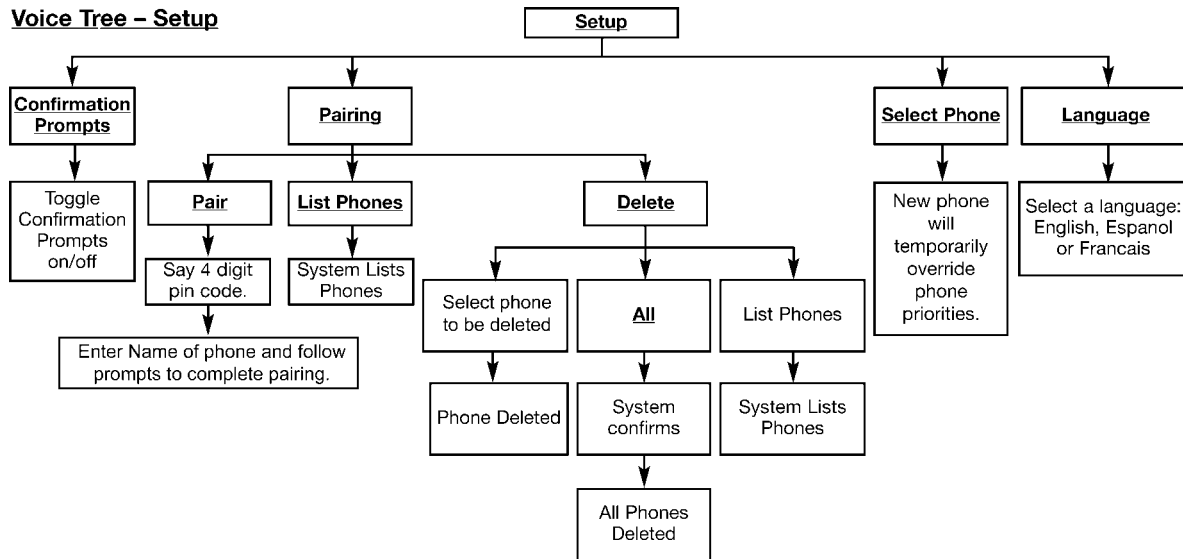 Voice Tree – Setup
Setup
Confirmation
Prompts
Pairing
Select Phone
Language
Toggle
Confirmation
Prompts
on/off
Pair
List Phones
Delete
New phone
will
temporarily
override
phone
priorities.
Select a language:
English, Espanol
or Francais
Say 4 digit
pin code.
System Lists
Phones
Select phone
to be deleted
All
List Phones
Enter Name of phone and follow
prompts to complete pairing.
Phone Deleted
System
confirms
System Lists
Phones
All Phones
Deleted